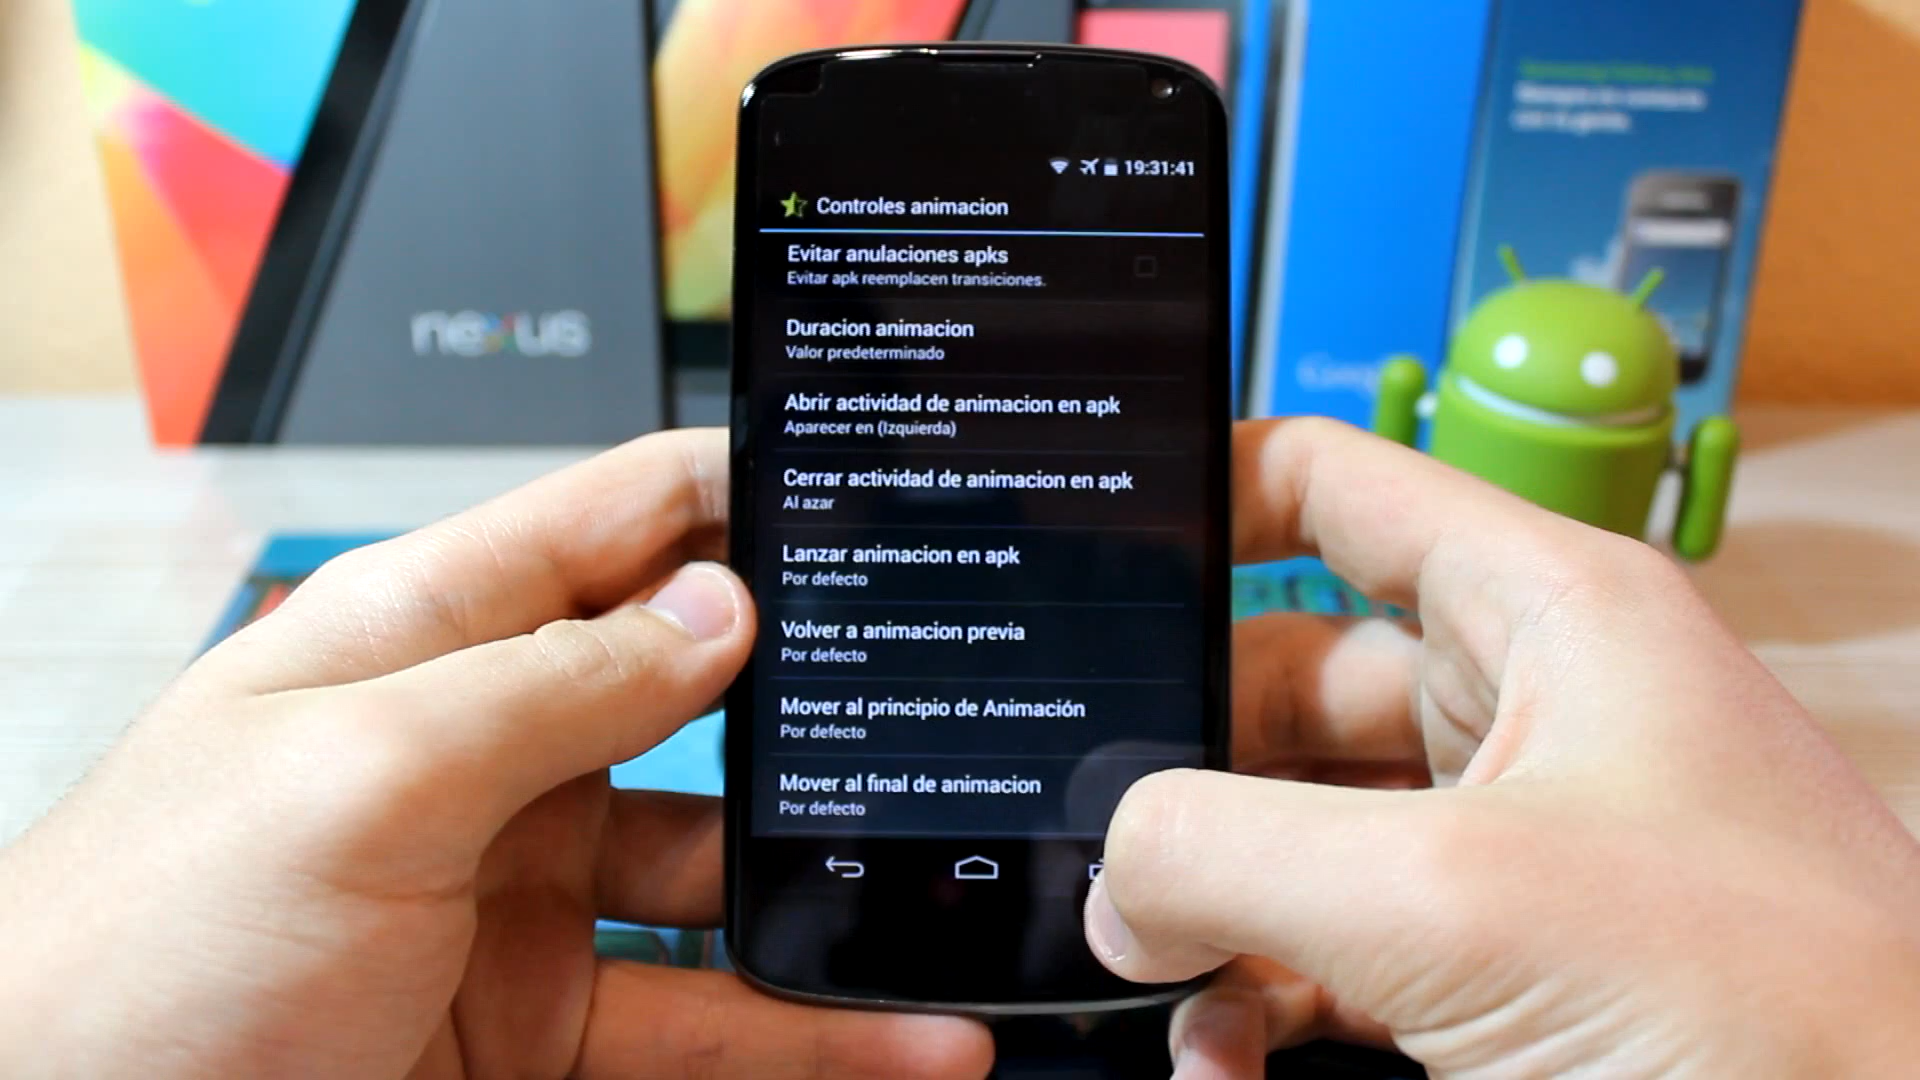 nexus
19:31:41
Controles animacion
Evitar anulaciones apks
Evitar apk reemplacen transiciones.
Duracion animacion
Valor predeterminado
Abrir actividad de animacion en apk
Aparecer en (Izquierda)
Cerrar actividad de animacion en apk
Al azar
Lanzar animacion en apk
Por defecto
Volver a animacion previa
Por defecto
Mover al principio de Animación
Por defecto
Mover al final de animacion
Por defecto